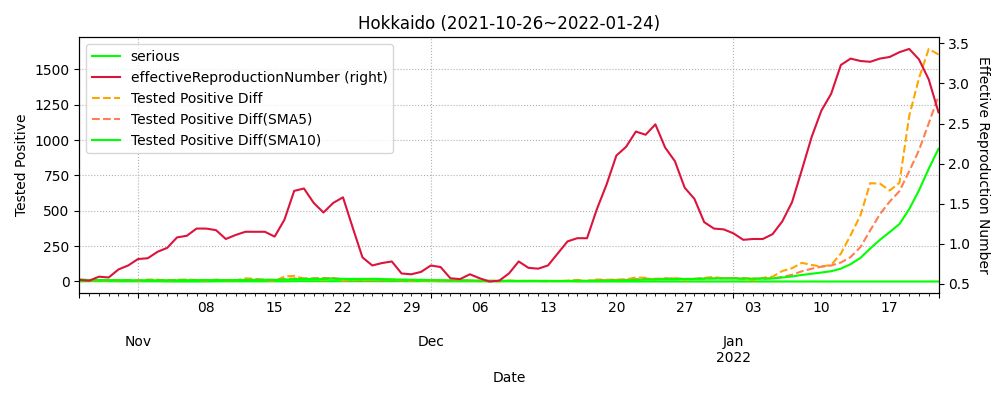 Hokkaido (2021-10-26~2022-01-24)
serious
effectiveReproductionNumber (right)
Tested Positive Diff
Tested Positive Diff(SMA5)
Tested Positive Diff(SMA10)
Tested Positive
1500
1250
1000
750
500
250
0
3.5
3.0
2.5
2.0
1.5
1.0
0.5
Effective Reproduction Number
08 15 22 29 06 13 20 27 03 10 17
Nov Dec Jan
2022
Date